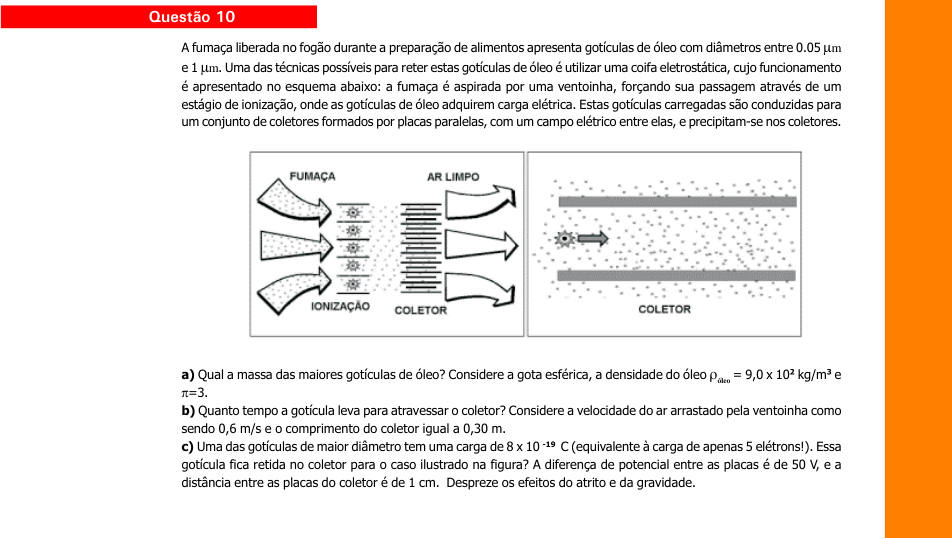 Questão 10
A fumaça liberada no fogão durante a preparação de alimentos apresenta gotículas de óleo com diâmetros entre 0.05 μm
e 1 μm. Uma das técnicas possíveis para reter estas gotículas de óleo é utilizar uma coifa eletrostática, cujo funcionamento
é apresentado no esquema abaixo: a fumaça é aspirada por uma ventoinha, forçando sua passagem através de um
estágio de ionização, onde as gotículas de óleo adquirem carga elétrica. Estas gotículas carregadas são conduzidas para
um conjunto de coletores formados por placas paralelas, com um campo elétrico entre elas, e precipitam-se nos coletores.
FUMAÇA
AR LIMPO
IONIZAÇÃO
COLETOR
COLETOR
a) Qual a massa das maiores gotículas de óleo? Considere a gota esférica, a densidade do óleo ρóleo = 9,0 x 10² kg/m³ e
π=3.
b) Quanto tempo a gotícula leva para atravessar o coletor? Considere a velocidade do ar arrastado pela ventoinha como
sendo 0,6 m/s e o comprimento do coletor igual a 0,30 m.
c) Uma das gotículas de maior diâmetro tem uma carga de 8 x 10 ⁻¹⁹ C (equivalente à carga de apenas 5 elétrons!). Essa
gotícula fica retida no coletor para o caso ilustrado na figura? A diferença de potencial entre as placas é de 50 V, e a
distância entre as placas do coletor é de 1 cm. Despreze os efeitos do atrito e da gravidade.